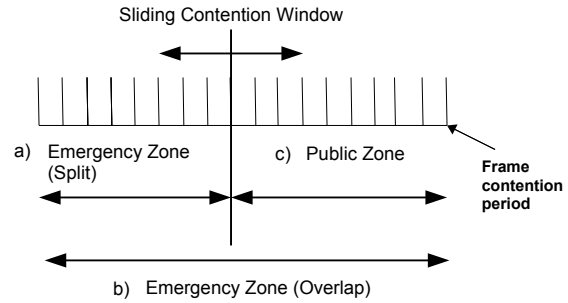 Sliding Contention Window
a) Emergency Zone
(Split)
c) Public Zone
Frame
contention
period
b) Emergency Zone (Overlap)